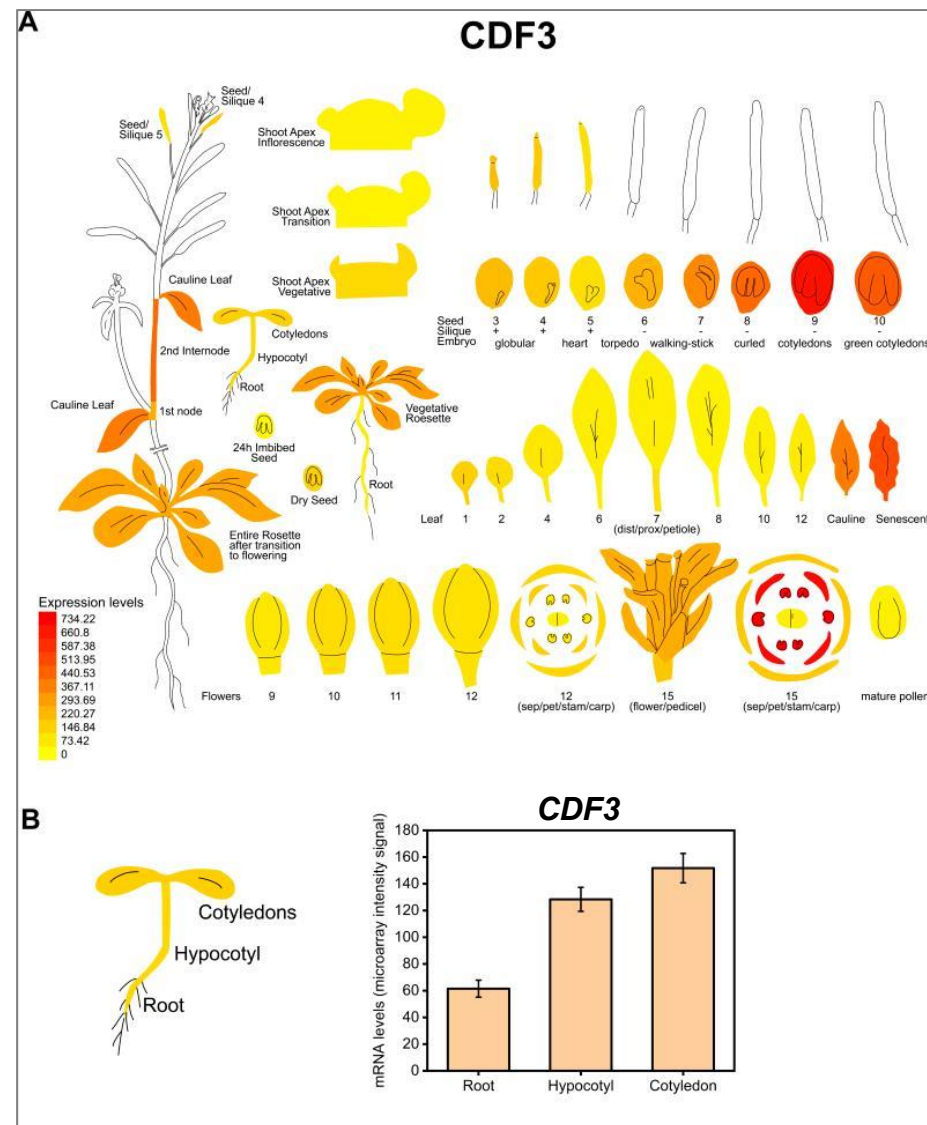 A
CDF3
Seed/
Silique 4
Seed/
Silique 5
Shoot Apex
Inflorescence
Shoot Apex
Transition
Shoot Apex
Vegetative
Cauline Leaf
2nd Internode
Cauline Leaf
1st node
Cotyledons
Hypocotyl
Root
24h Imbibed
Seed
Dry Seed
Vegetative
Roesette
Root
Entire Rosette
after transition
to flowering
Seed 3 4 5 6 7 8 9 10
Silique + + + - - - - -
Embryo globular heart torpedo walking-stick curled cotyledons green cotyledons
Leaf 1 2 4 6 7 8 10 12 Cauline Senescent
(dist/prox/petiole)
Expression levels
734.22
660.8
587.38
513.95
440.53
367.11
293.69
220.27
146.84
73.42
0
Flowers 9 10 11 12 12 15 15 mature pollen
(sep/pet/stam/carp) (flower/pedicel) (sep/pet/stam/carp)
B
Cotyledons
Hypocotyl
Root
CDF3
mRNA levels (microarray intensity signal)
180
160
140
120
100
80
60
40
20
0
Root Hypocotyl Cotyledon